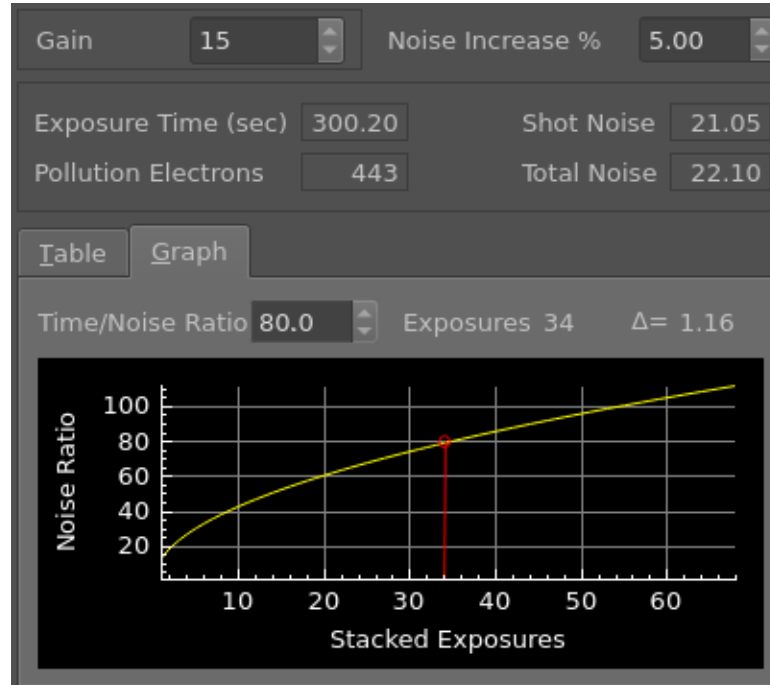 Gain 15 Noise Increase % 5.00
Exposure Time (sec) 300.20 Shot Noise 21.05
Pollution Electrons 443 Total Noise 22.10
Table Graph
Time/Noise Ratio 80.0 Exposures 34 Δ= 1.16
Noise Ratio
100
80
60
40
20
10 20 30 40 50 60
Stacked Exposures